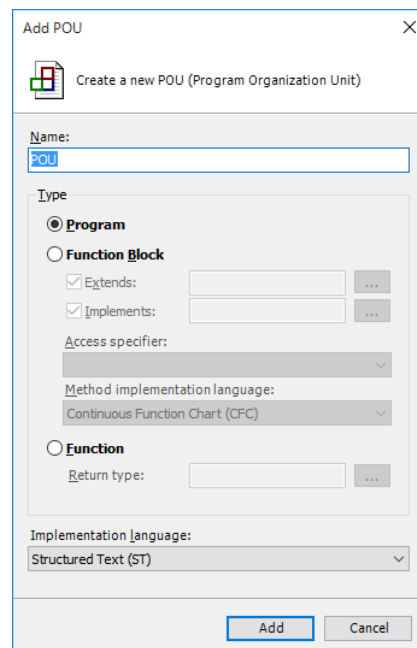 Add POU
Create a new POU (Program Organization Unit)
Name:
POU
Type
Program
Function Block
Extends:
...
Implements:
...
Access specifier:
Method implementation language:
Continuous Function Chart (CFC)
Function
Return type:
...
Implementation language:
Structured Text (ST)
Add
Cancel